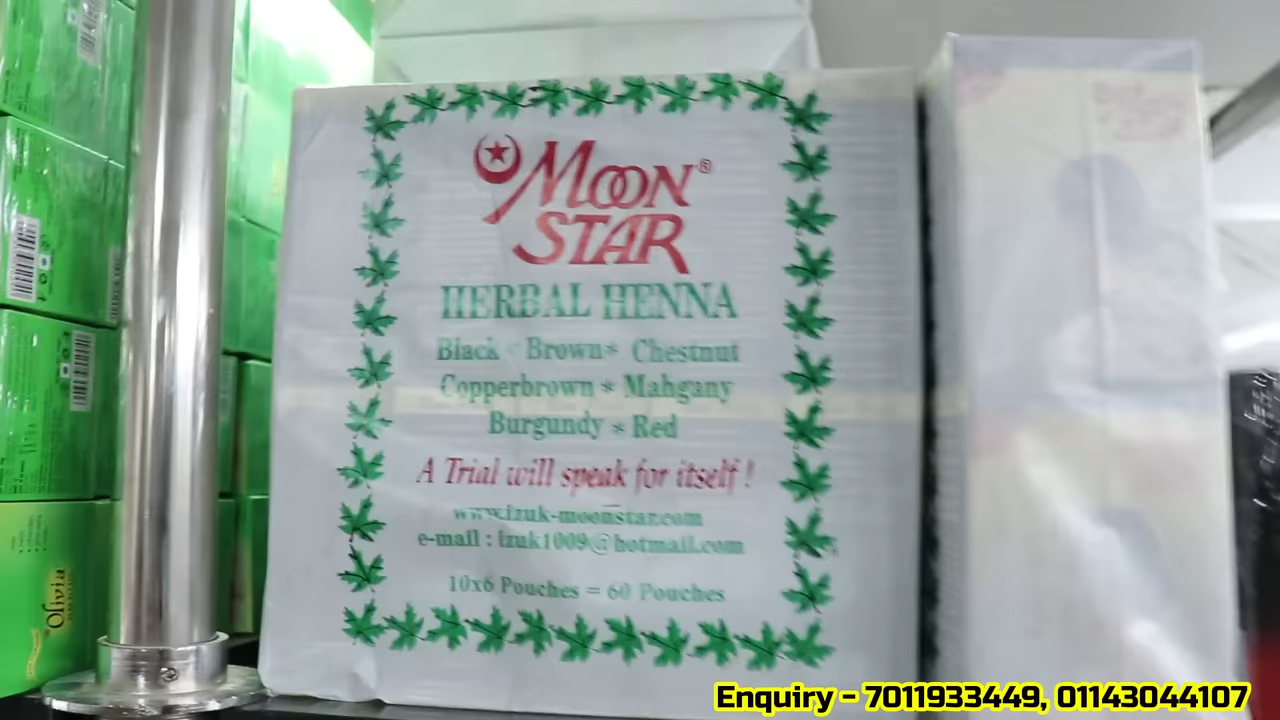 MOON®
STAR
HERBAL HENNA
Black * Brown * Chestnut
Copperbrown * Mahgany
Burgundy * Red
A Trial will speak for itself !
www.izuk-moonstar.com
e-mail : izuk1009@hotmail.com
10x6 Pouches = 60 Pouches
Olivia
Enquiry - 7011933449, 01143044107